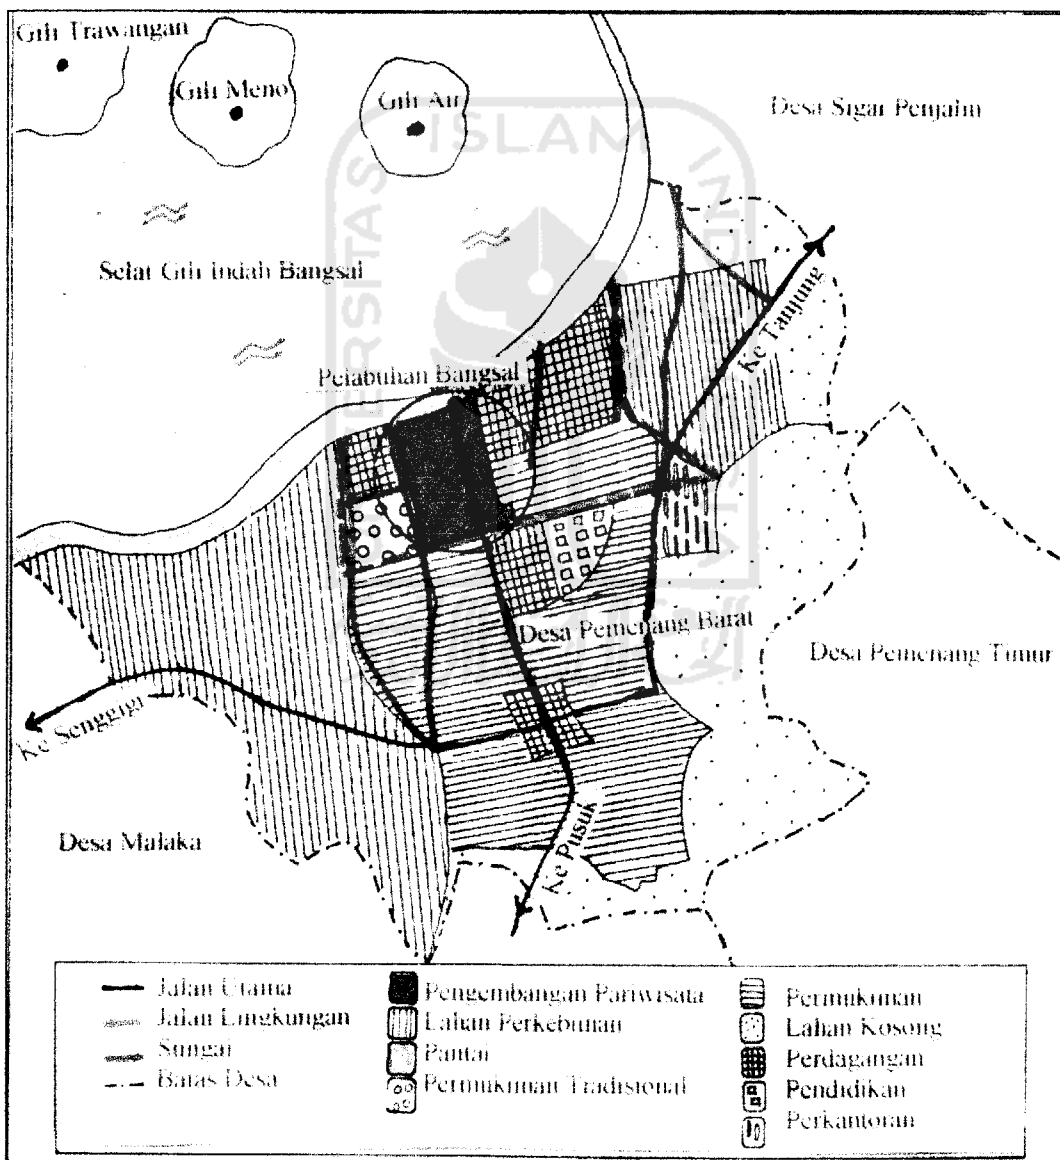 Gili Trawangan
Gili Meno
Gili Air
Desa Sigar Penjalin
Selat Gili Indah Bangsal
Pelabuhan Bangsal
Ke Tanjung
Desa Pemenang Barat
Desa Pemenang Timur
Ke Senggigi
Desa Malaka
Ke Pusuk
Jalan Utama
Jalan Lingkungan
Sungai
Batas Desa
Pengembangan Pariwisata
Lahan Perkebunan
Pantai
Permukiman Tradisional
Permukiman
Lahan Kosong
Perdagangan
Pendidikan
Perkantoran
ISLAM